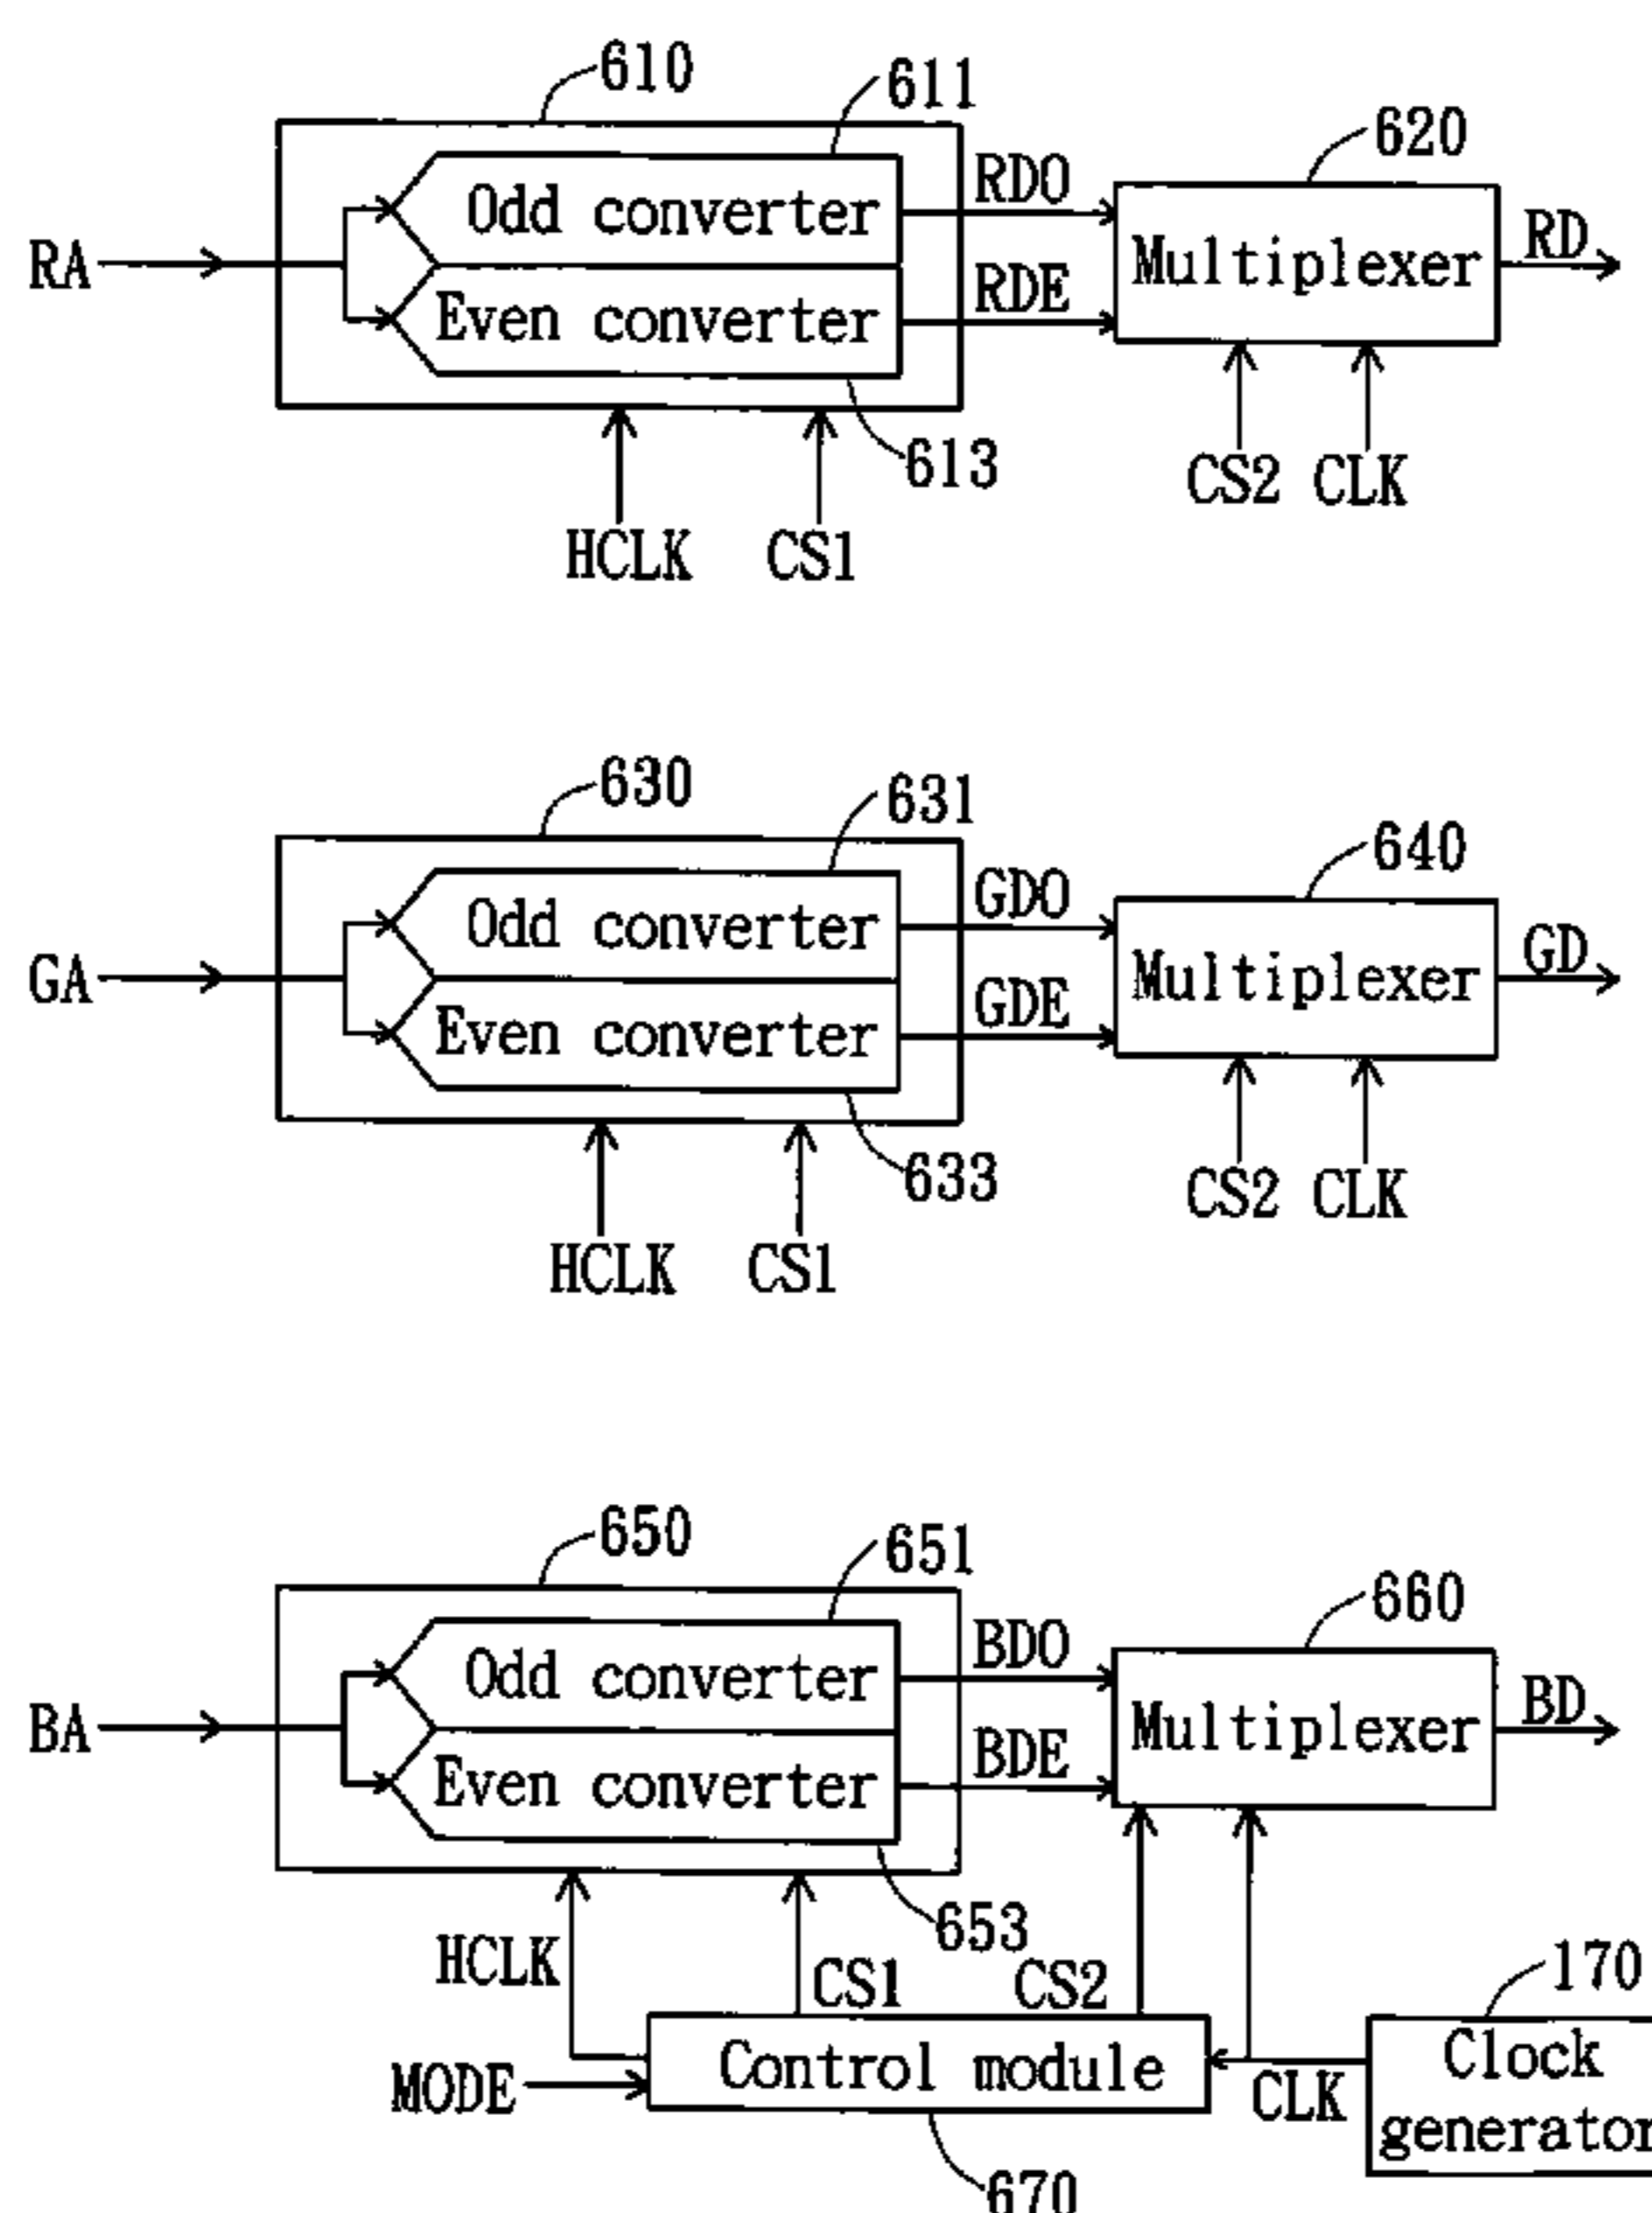 610
611
620
RA
Odd converter
RDO
Multiplexer
RD
Even converter
RDE
613
HCLK
CS1
CS2
CLK
630
631
640
GA
Odd converter
GDO
Multiplexer
GD
Even converter
GDE
633
HCLK
CS1
CS2
CLK
650
651
660
BA
Odd converter
BDO
Multiplexer
BD
Even converter
BDE
653
HCLK
CS1
CS2
170
MODE
Control module
CLK
Clock
generator
670